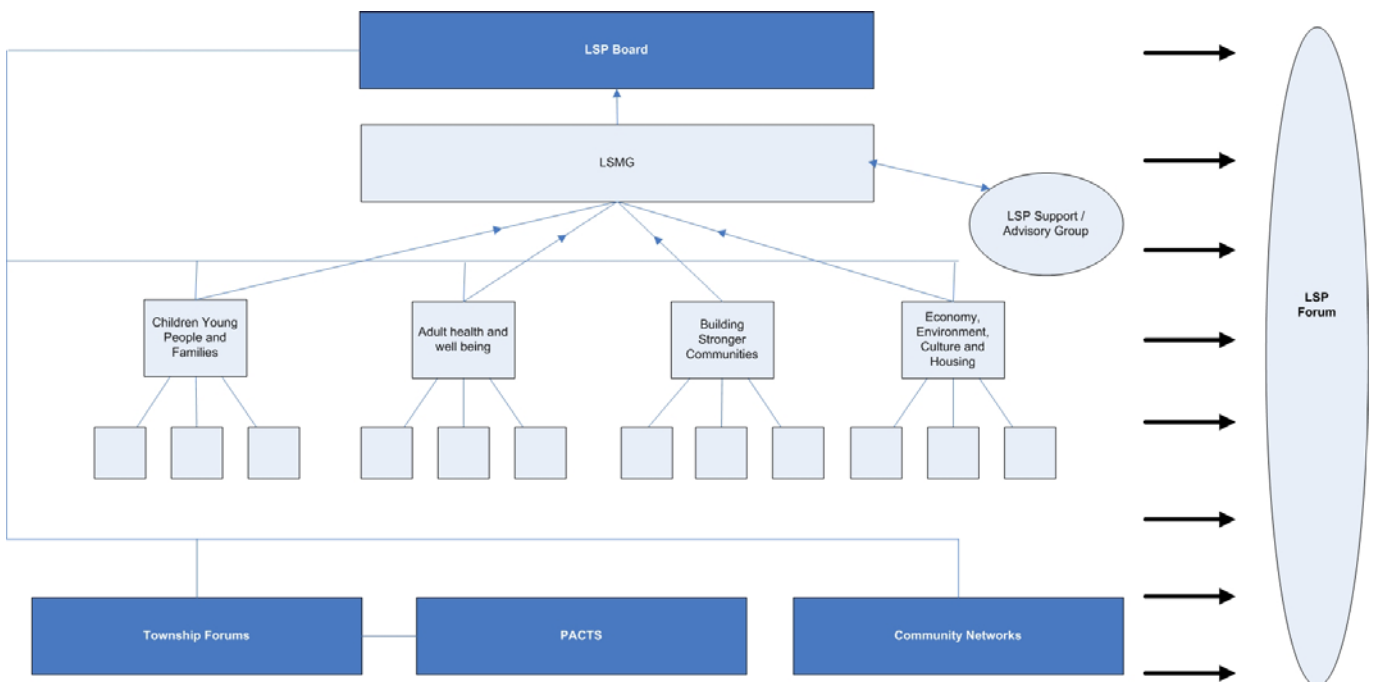 LSP Board
LSMG
LSP Support /
Advisory Group
LSP
Forum
Children Young
People and
Families
Adult health and
well being
Building
Stronger
Communities
Economy,
Environment,
Culture and
Housing
Township Forums
PACTS
Community Networks